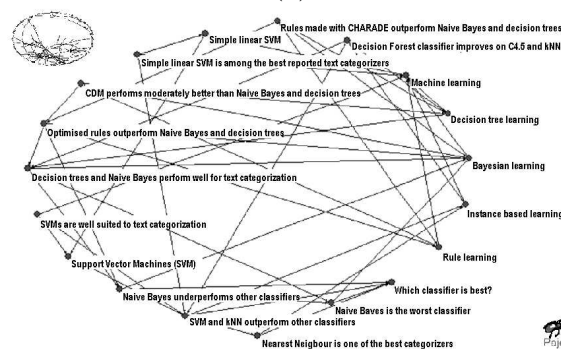 Rules made with CHARADE outperform Naive Bayes and decision trees
Simple linear SVM
Decision Forest classifier improves on C4.5 and kNN
Simple linear SVM is among the best reported text categorizers
Machine learning
CDM performs moderately better than Naive Bayes and decision trees
Decision tree learning
Optimised rules outperform Naive Bayes and decision trees
Bayesian learning
Decision trees and Naive Bayes perform well for text categorization
Instance based learning
SVMs are well suited to text categorization
Rule learning
Support Vector Machines (SVM)
Which classifier is best?
Naive Bayes underperforms other classifiers
Naive Baves is the worst classifier
SVM and kNN outperform other classifiers
Nearest Neigbour is one of the best categorizers
Pajek